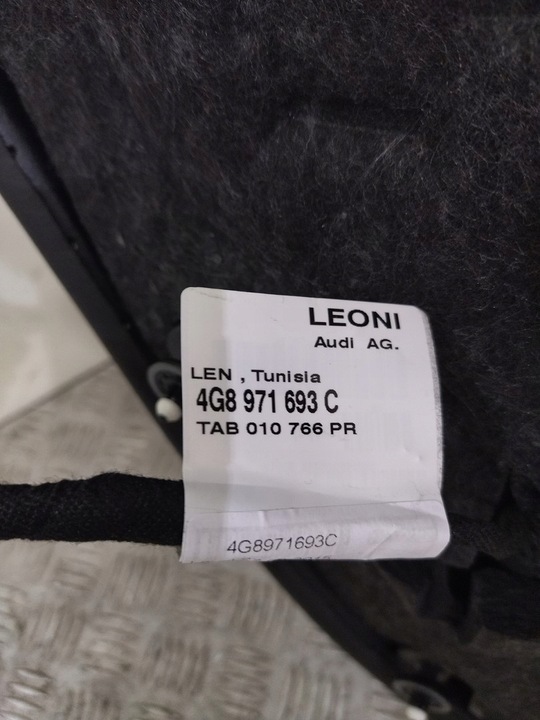 LEONI
Audi AG.
LEN , Tunisia
4G8 971 693 C
TAB 010 766 PR
4G8971693C